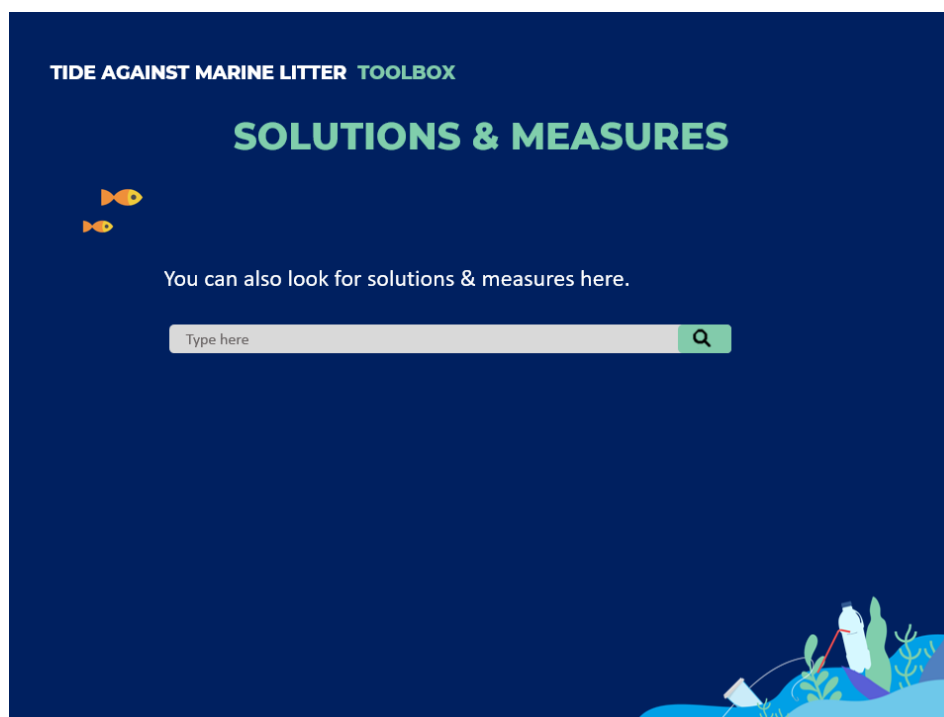 TIDE AGAINST MARINE LITTER TOOLBOX
SOLUTIONS & MEASURES
You can also look for solutions & measures here.
Type here